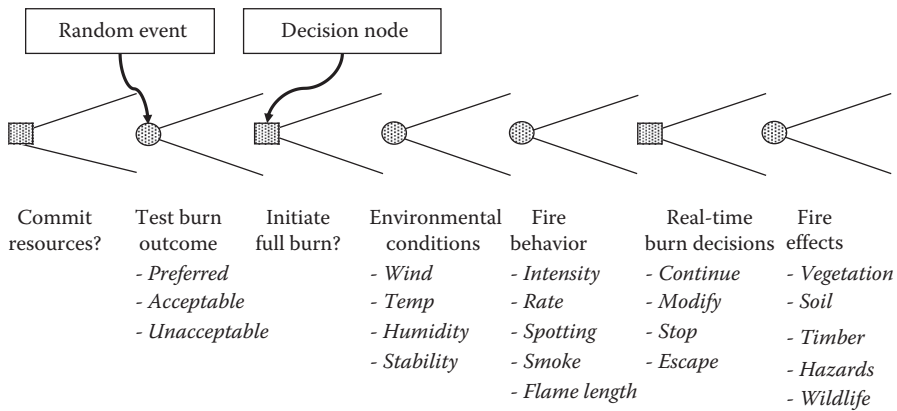 Random event
Decision node
Commit
resources?
Test burn
outcome
- Preferred
- Acceptable
- Unacceptable
Initiate
full burn?
Environmental
conditions
- Wind
- Temp
- Humidity
- Stability
Fire
behavior
- Intensity
- Rate
- Spotting
- Smoke
- Flame length
Real-time
burn decisions
- Continue
- Modify
- Stop
- Escape
Fire
effects
- Vegetation
- Soil
- Timber
- Hazards
- Wildlife